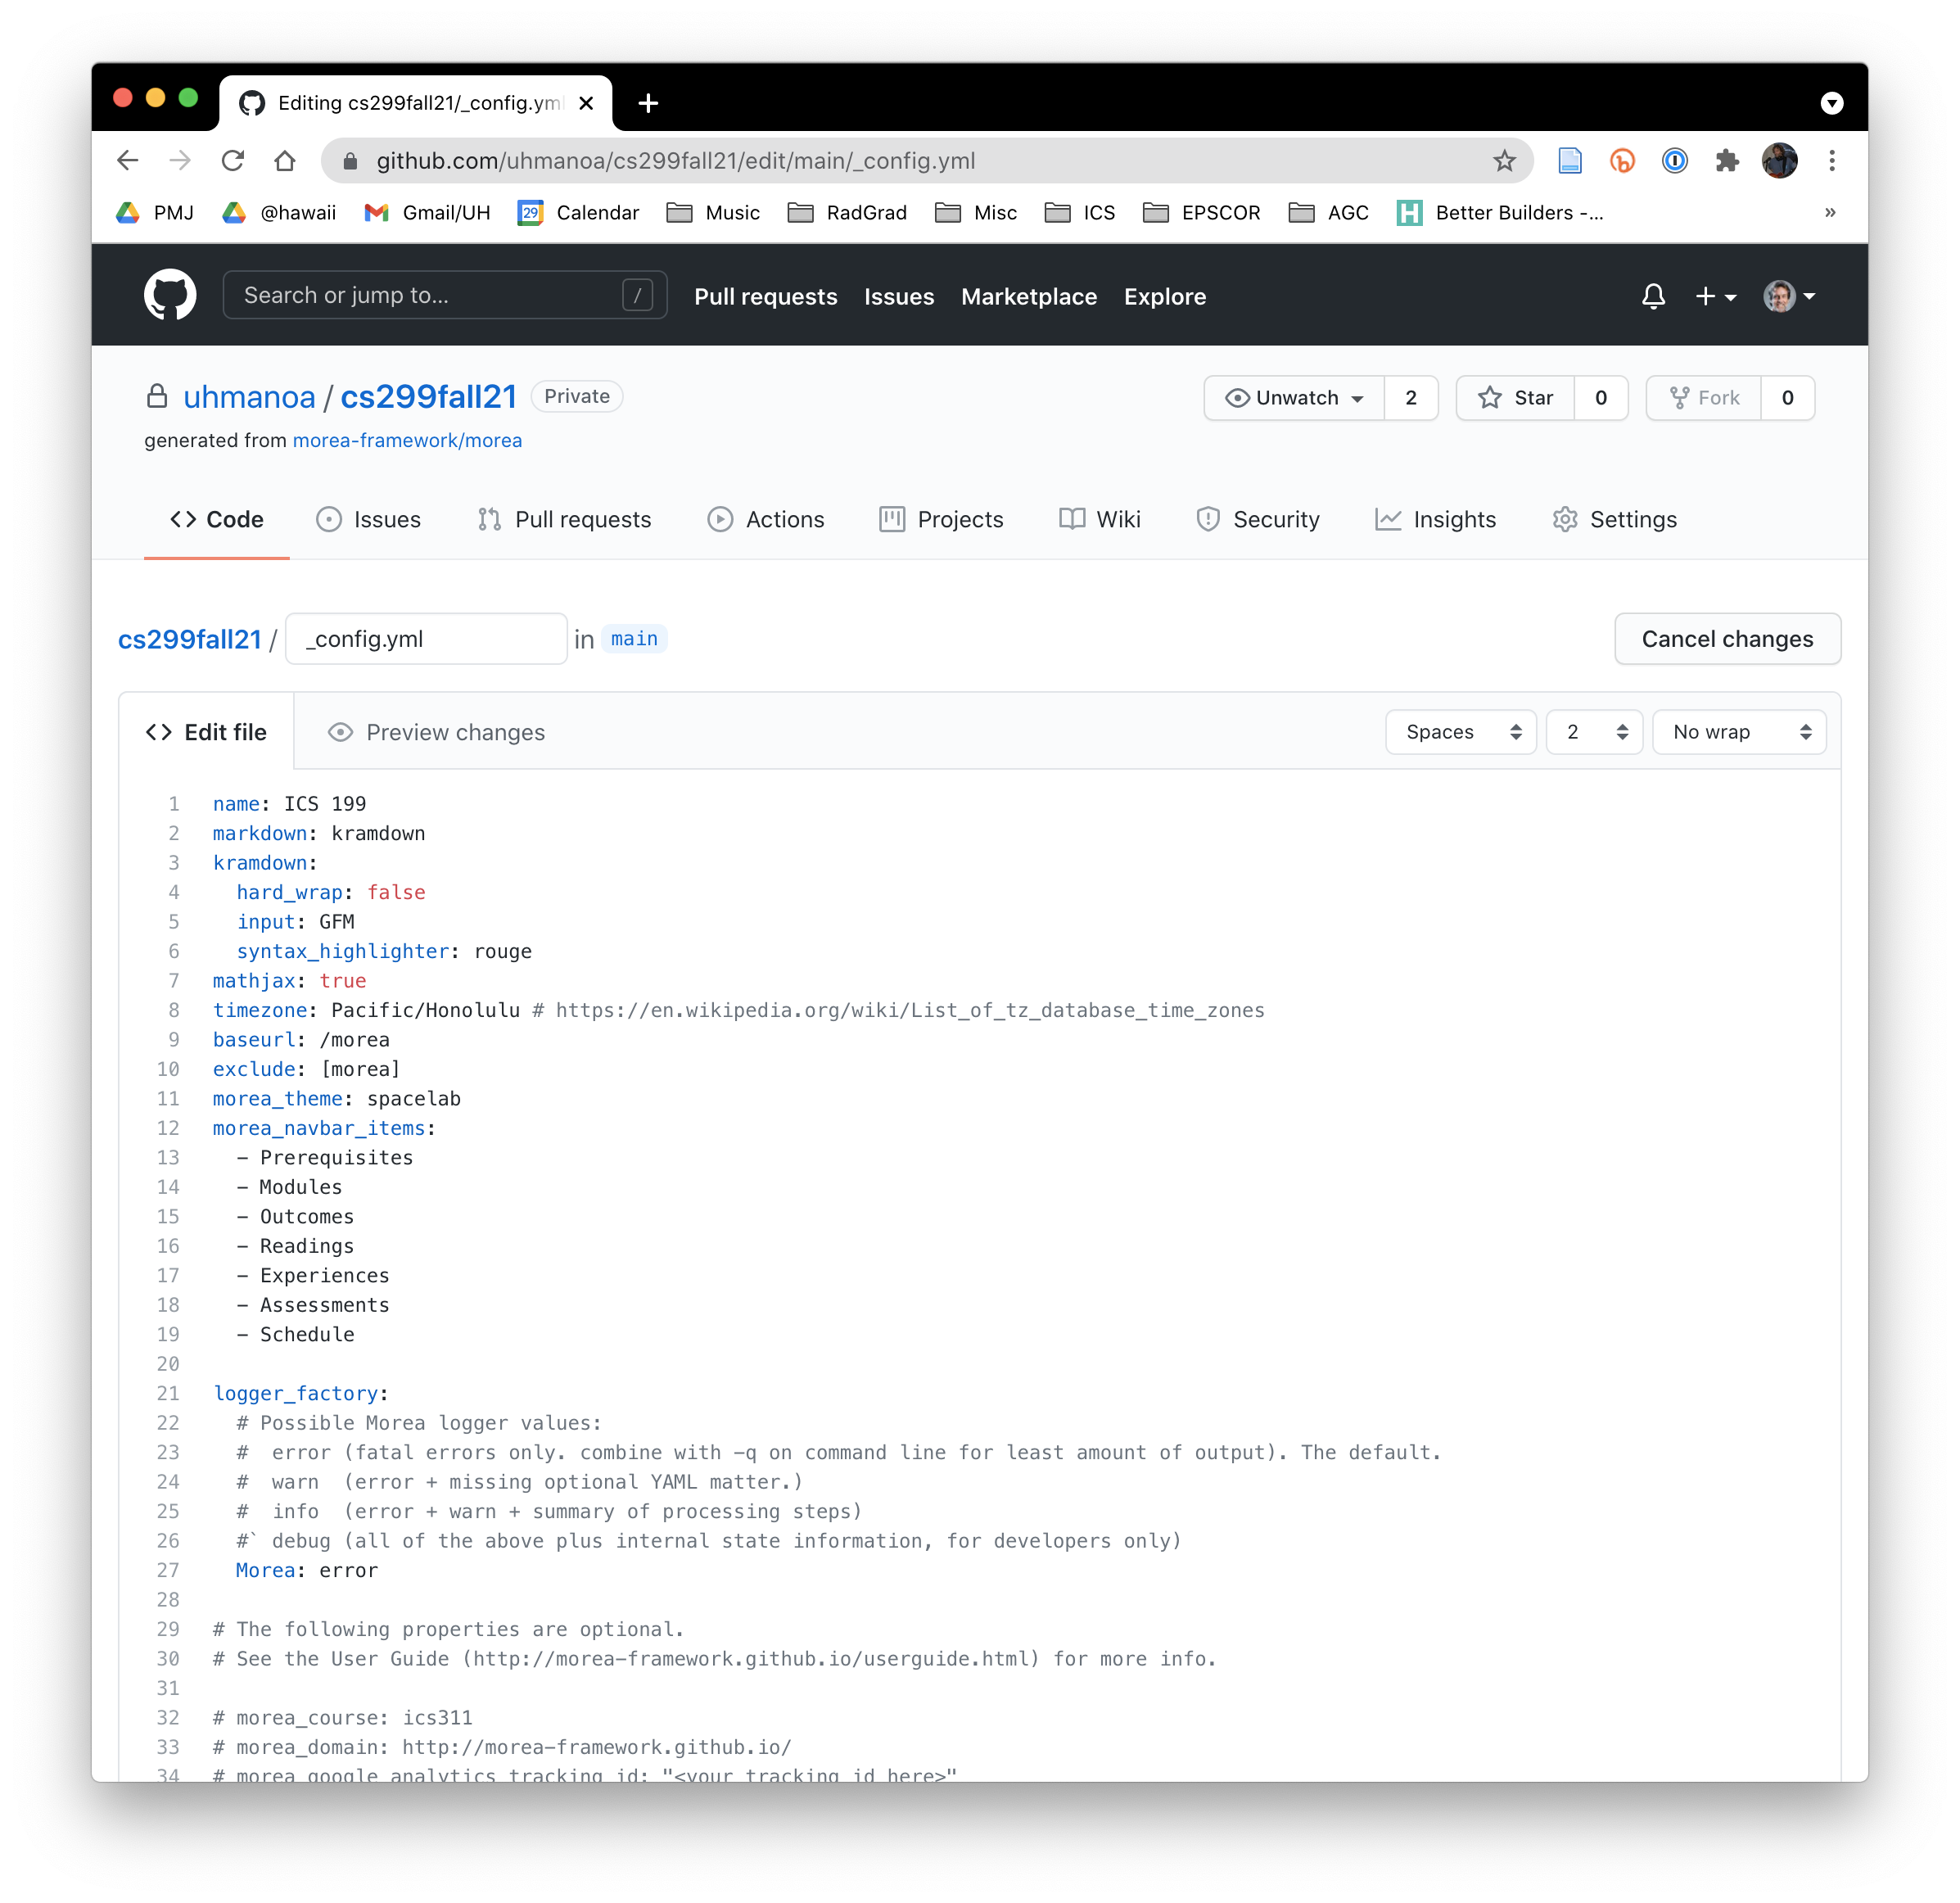 Editing cs299fall21/_config.ym
github.com/uhmanoa/cs299fall21/edit/main/_config.yml
PMJ @hawaii Gmail/UH 29 Calendar Music RadGrad Misc ICS EPSCOR AGC H Better Builders -... »
Search or jump to... / Pull requests Issues Marketplace Explore
uhmanoa / cs299fall21 Private Unwatch 2 Star 0 Fork 0
generated from morea-framework/morea
<> Code Issues Pull requests Actions Projects Wiki Security Insights Settings
cs299fall21 / _config.yml in main Cancel changes
<> Edit file Preview changes Spaces 2 No wrap
1 name: ICS 199
2 markdown: kramdown
3 kramdown:
4 hard_wrap: false
5 input: GFM
6 syntax_highlighter: rouge
7 mathjax: true
8 timezone: Pacific/Honolulu # https://en.wikipedia.org/wiki/List_of_tz_database_time_zones
9 baseurl: /morea
10 exclude: [morea]
11 morea_theme: spacelab
12 morea_navbar_items:
13 - Prerequisites
14 - Modules
15 - Outcomes
16 - Readings
17 - Experiences
18 - Assessments
19 - Schedule
20
21 logger_factory:
22 # Possible Morea logger values:
23 #  error (fatal errors only. combine with -q on command line for least amount of output). The default.
24 #  warn  (error + missing optional YAML matter.)
25 #  info  (error + warn + summary of processing steps)
26 #` debug (all of the above plus internal state information, for developers only)
27 Morea: error
28
29 # The following properties are optional.
30 # See the User Guide (http://morea-framework.github.io/userguide.html) for more info.
31
32 # morea_course: ics311
33 # morea_domain: http://morea-framework.github.io/
34 # morea_google_analytics_tracking_id: "<your_tracking_id_here>"